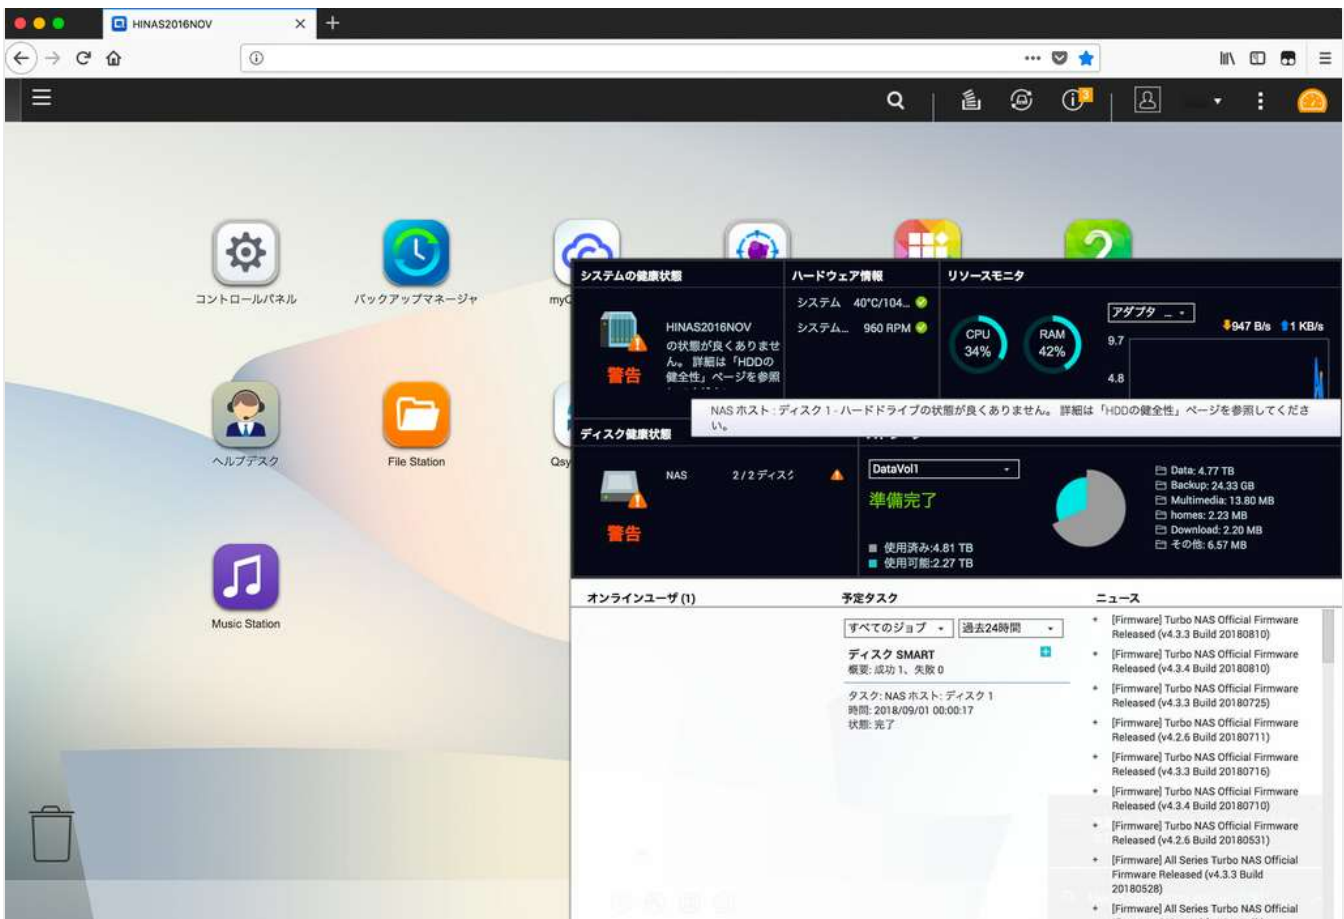 HINAS2016NOV
3
コントロールパネル
バックアップマネージャ
ヘルプデスク
File Station
Music Station
システムの健康状態
HINAS2016NOV
の状態が良くありませ
ん。 詳細は「HDDの
健全性」ページを参照
警告
ハードウェア情報
システム 40°C/104...
システム... 960 RPM
リソースモニタ
CPU
34%
RAM
42%
アダプタ ...
947 B/s 1 KB/s
9.7
4.8
NAS ホスト : ディスク 1 - ハードドライブの状態が良くありません。 詳細は「HDDの健全性」ページを参照してくださ
い。
ディスク健康状態
NAS 2 / 2 ディスク
警告
DataVol1
準備完了
使用済み:4.81 TB
使用可能:2.27 TB
Data: 4.77 TB
Backup: 24.33 GB
Multimedia: 13.80 MB
homes: 2.23 MB
Download: 2.20 MB
その他: 6.57 MB
オンラインユーザ (1)
予定タスク
すべてのジョブ 過去24時間
ディスク SMART
概要: 成功 1、失敗 0
タスク: NAS ホスト: ディスク 1
時間: 2018/09/01 00:00:17
状態: 完了
ニュース
[Firmware] Turbo NAS Official Firmware
Released (v4.3.3 Build 20180810)
[Firmware] Turbo NAS Official Firmware
Released (v4.3.4 Build 20180810)
[Firmware] Turbo NAS Official Firmware
Released (v4.3.3 Build 20180725)
[Firmware] Turbo NAS Official Firmware
Released (v4.2.6 Build 20180711)
[Firmware] Turbo NAS Official Firmware
Released (v4.3.3 Build 20180716)
[Firmware] Turbo NAS Official Firmware
Released (v4.3.4 Build 20180710)
[Firmware] Turbo NAS Official Firmware
Released (v4.2.6 Build 20180531)
[Firmware] All Series Turbo NAS Official
Firmware Released (v4.3.3 Build
20180528)
[Firmware] All Series Turbo NAS Official